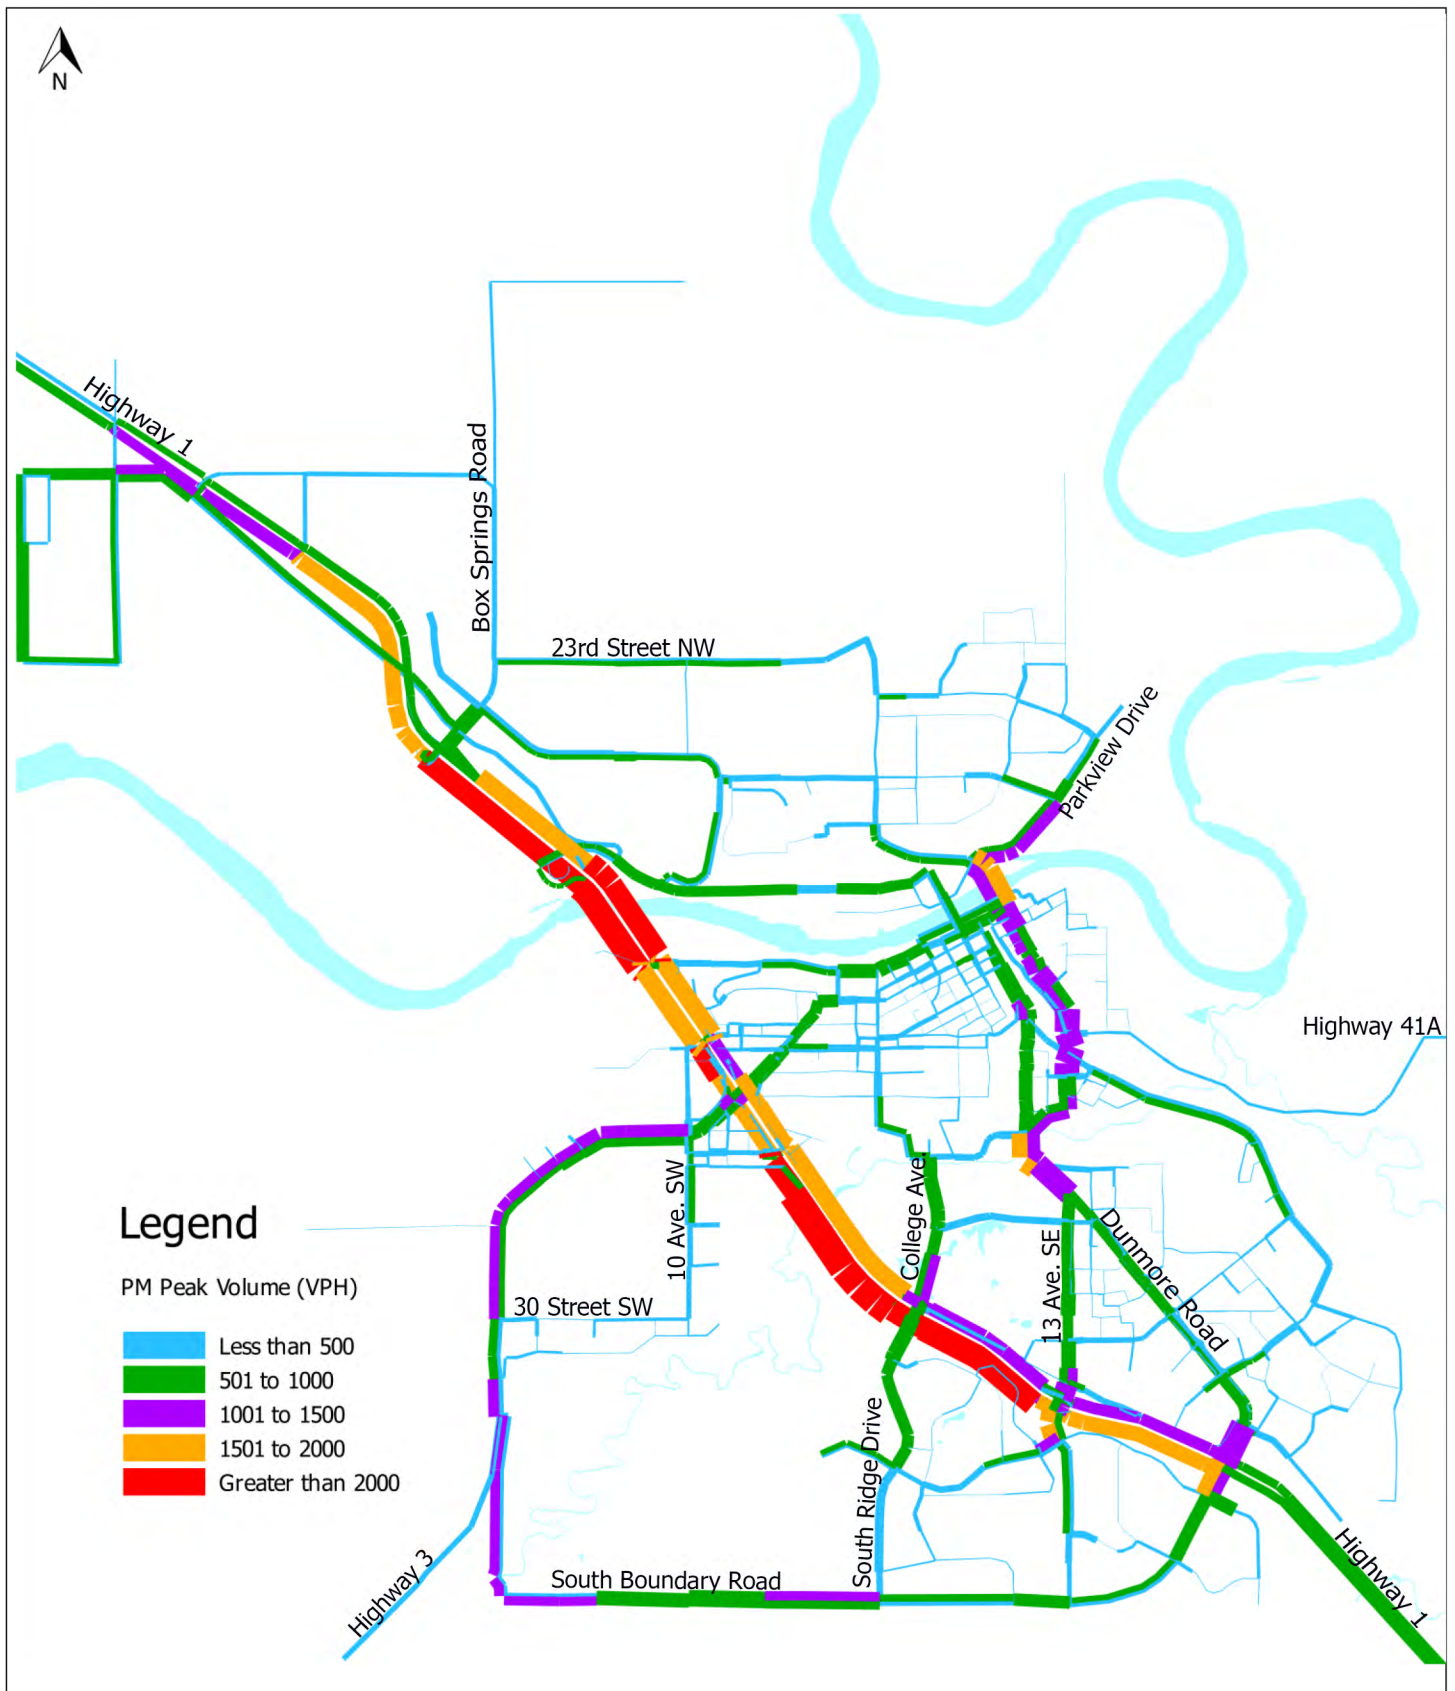 N
Highway 1
Box Springs Road
23rd Street NW
Parkview Drive
Highway 41A
10 Ave. SW
College Ave.
13 Ave. SE
Dunmore Road
30 Street SW
South Ridge Drive
South Boundary Road
Highway 3
Highway 1
Legend
PM Peak Volume (VPH)
Less than 500
501 to 1000
1001 to 1500
1501 to 2000
Greater than 2000